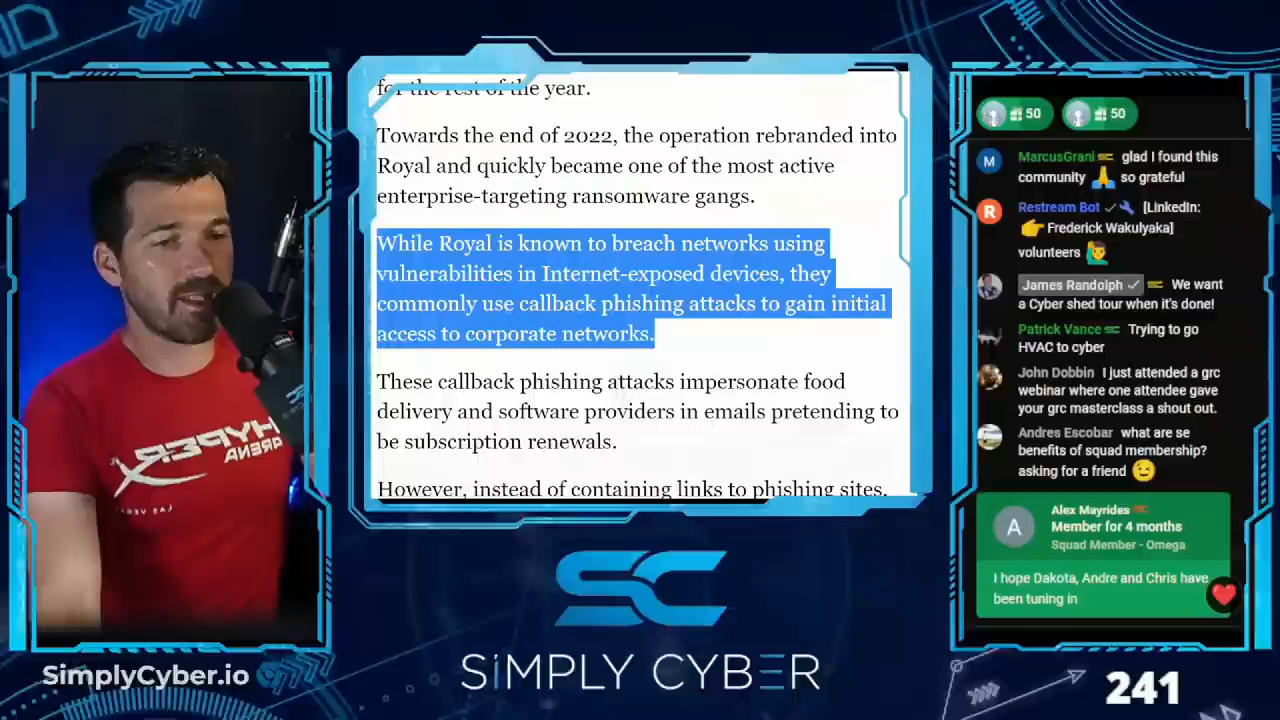 for the rest of the year.
Towards the end of 2022, the operation rebranded into
Royal and quickly became one of the most active
enterprise-targeting ransomware gangs.
While Royal is known to breach networks using
vulnerabilities in Internet-exposed devices, they
commonly use callback phishing attacks to gain initial
access to corporate networks.
These callback phishing attacks impersonate food
delivery and software providers in emails pretending to
be subscription renewals.
However, instead of containing links to phishing sites,
HYPER
ARENA
SC
SIMPLY CYBER
SimplyCyber.io
50
50
M
MarcusGrani glad I found this
community 🙏 so grateful
R
Restream Bot [LinkedIn:
👉 Frederick Wakulyaka]
volunteers 🙋‍♂️
James Randolph We want
a Cyber shed tour when it's done!
Patrick Vance Trying to go
HVAC to cyber
John Dobbin I just attended a grc
webinar where one attendee gave
your grc masterclass a shout out.
Andres Escobar what are se
benefits of squad membership?
asking for a friend 😉
A
Alex Mayrides
Member for 4 months
Squad Member - Omega
I hope Dakota, Andre and Chris have
been tuning in
241